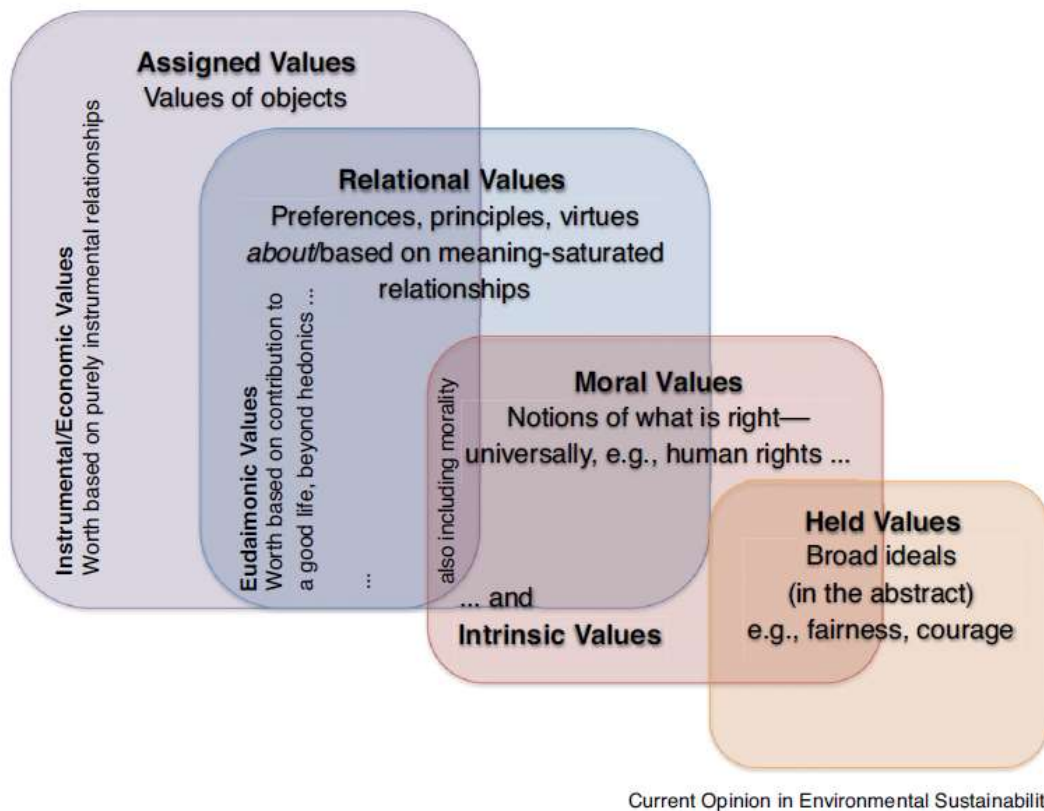 Assigned Values
Values of objects
Instrumental/Economic Values
Worth based on purely instrumental relationships
Relational Values
Preferences, principles, virtues
about/based on meaning-saturated
relationships
Eudaimonic Values
Worth based on contribution to
a good life, beyond hedonics ...
...
also including morality
Moral Values
Notions of what is right—
universally, e.g., human rights ...
... and
Intrinsic Values
Held Values
Broad ideals
(in the abstract)
e.g., fairness, courage
Current Opinion in Environmental Sustainabilit